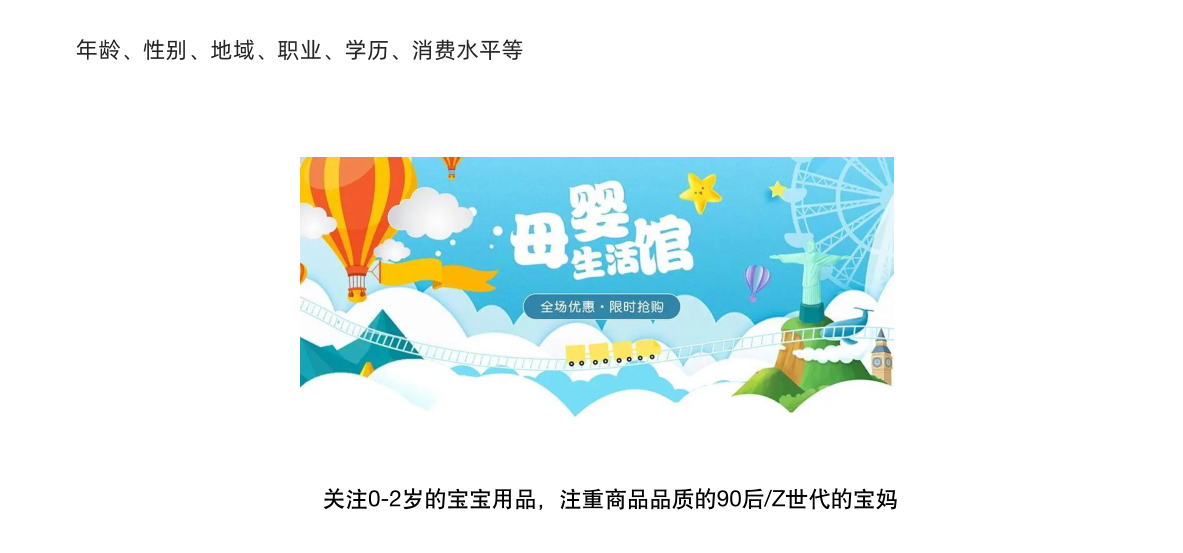 年龄、性别、地域、职业、学历、消费水平等
母婴生活馆
全场优惠·限时抢购
关注0-2岁的宝宝用品，注重商品品质的90后/Z世代的宝妈